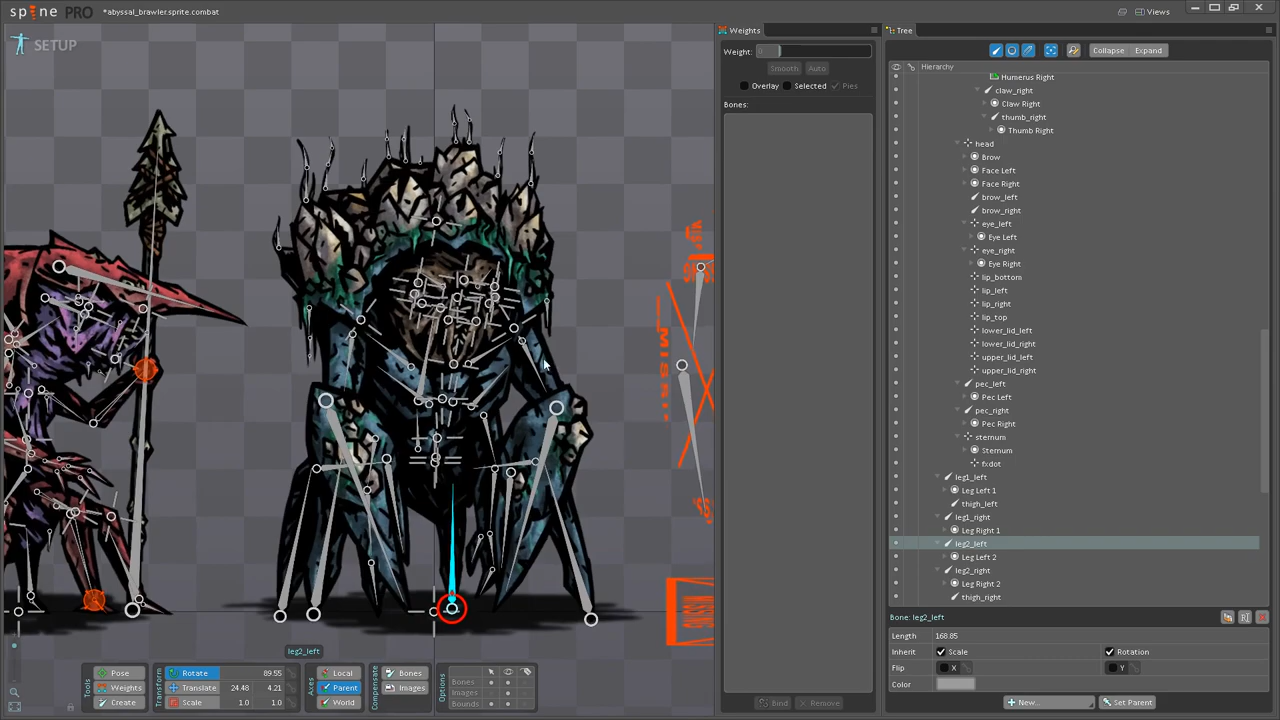 spine PRO
*abyssal_brawler.sprite.combat
Views
SETUP
Weights
Weight:
0
Smooth
Auto
Overlay
Selected
Pies
Bones:
Bind
Remove
Tree
Collapse
Expand
Hierarchy
Humerus Right
claw_right
Claw Right
thumb_right
Thumb Right
head
Brow
Face Left
Face Right
brow_left
brow_right
eye_left
Eye Left
eye_right
Eye Right
lip_bottom
lip_left
lip_right
lip_top
lower_lid_left
lower_lid_right
upper_lid_left
upper_lid_right
pec_left
Pec Left
pec_right
Pec Right
sternum
Sternum
fxdot
leg1_left
Leg Left 1
thigh_left
leg1_right
Leg Right 1
leg2_left
Leg Left 2
leg2_right
Leg Right 2
thigh_right
Bone: leg2_left
Length
168.85
Inherit
Scale
Rotation
Flip
X
Y
Color
New...
Set Parent
leg2_left
Tools
Pose
Weights
Create
Transform
Rotate
89.55
Translate
24.48
4.21
Scale
1.0
1.0
Axes
Local
Parent
World
Compensate
Bones
Images
Options
Bones
Images
Bounds